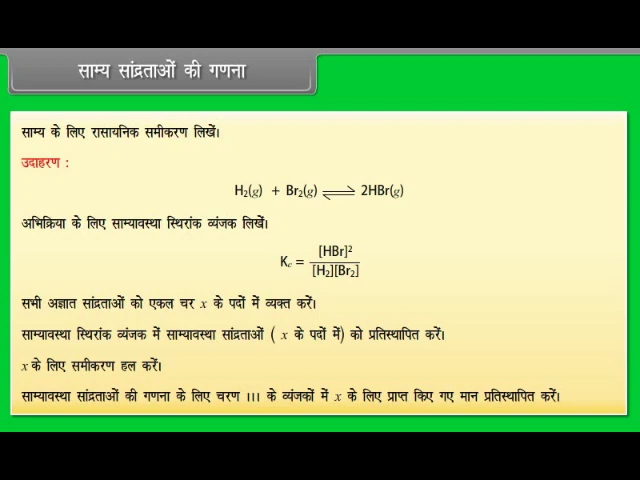 साम्य सांद्रताओं की गणना
साम्य के लिए रासायनिक समीकरण लिखें।
उदाहरण :
H₂(g) + Br₂(g) ⇌ 2HBr(g)
अभिक्रिया के लिए साम्यावस्था स्थिरांक व्यंजक लिखें।
K𝑐 = [HBr]² / [H₂][Br₂]
सभी अज्ञात सांद्रताओं को एकल चर x के पदों में व्यक्त करें।
साम्यावस्था स्थिरांक व्यंजक में साम्यावस्था सांद्रताओं ( x के पदों में) को प्रतिस्थापित करें।
x के लिए समीकरण हल करें।
साम्यावस्था सांद्रताओं की गणना के लिए चरण ।।। के व्यंजकों में x के लिए प्राप्त किए गए मान प्रतिस्थापित करें।